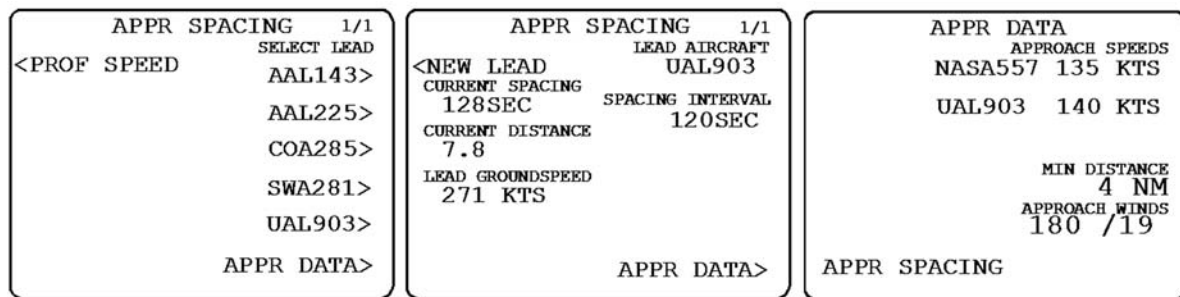 APPR SPACING 1/1
SELECT LEAD
<PROF SPEED
AAL143>
AAL225>
COA285>
SWA281>
UAL903>
APPR DATA>
APPR SPACING 1/1
LEAD AIRCRAFT
<NEW LEAD UAL903
CURRENT SPACING
128SEC
SPACING INTERVAL
120SEC
CURRENT DISTANCE
7.8
LEAD GROUNDSPEED
271 KTS
APPR DATA>
APPR DATA
APPROACH SPEEDS
NASA557 135 KTS
UAL903 140 KTS
MIN DISTANCE
4 NM
APPROACH WINDS
180 /19
APPR SPACING